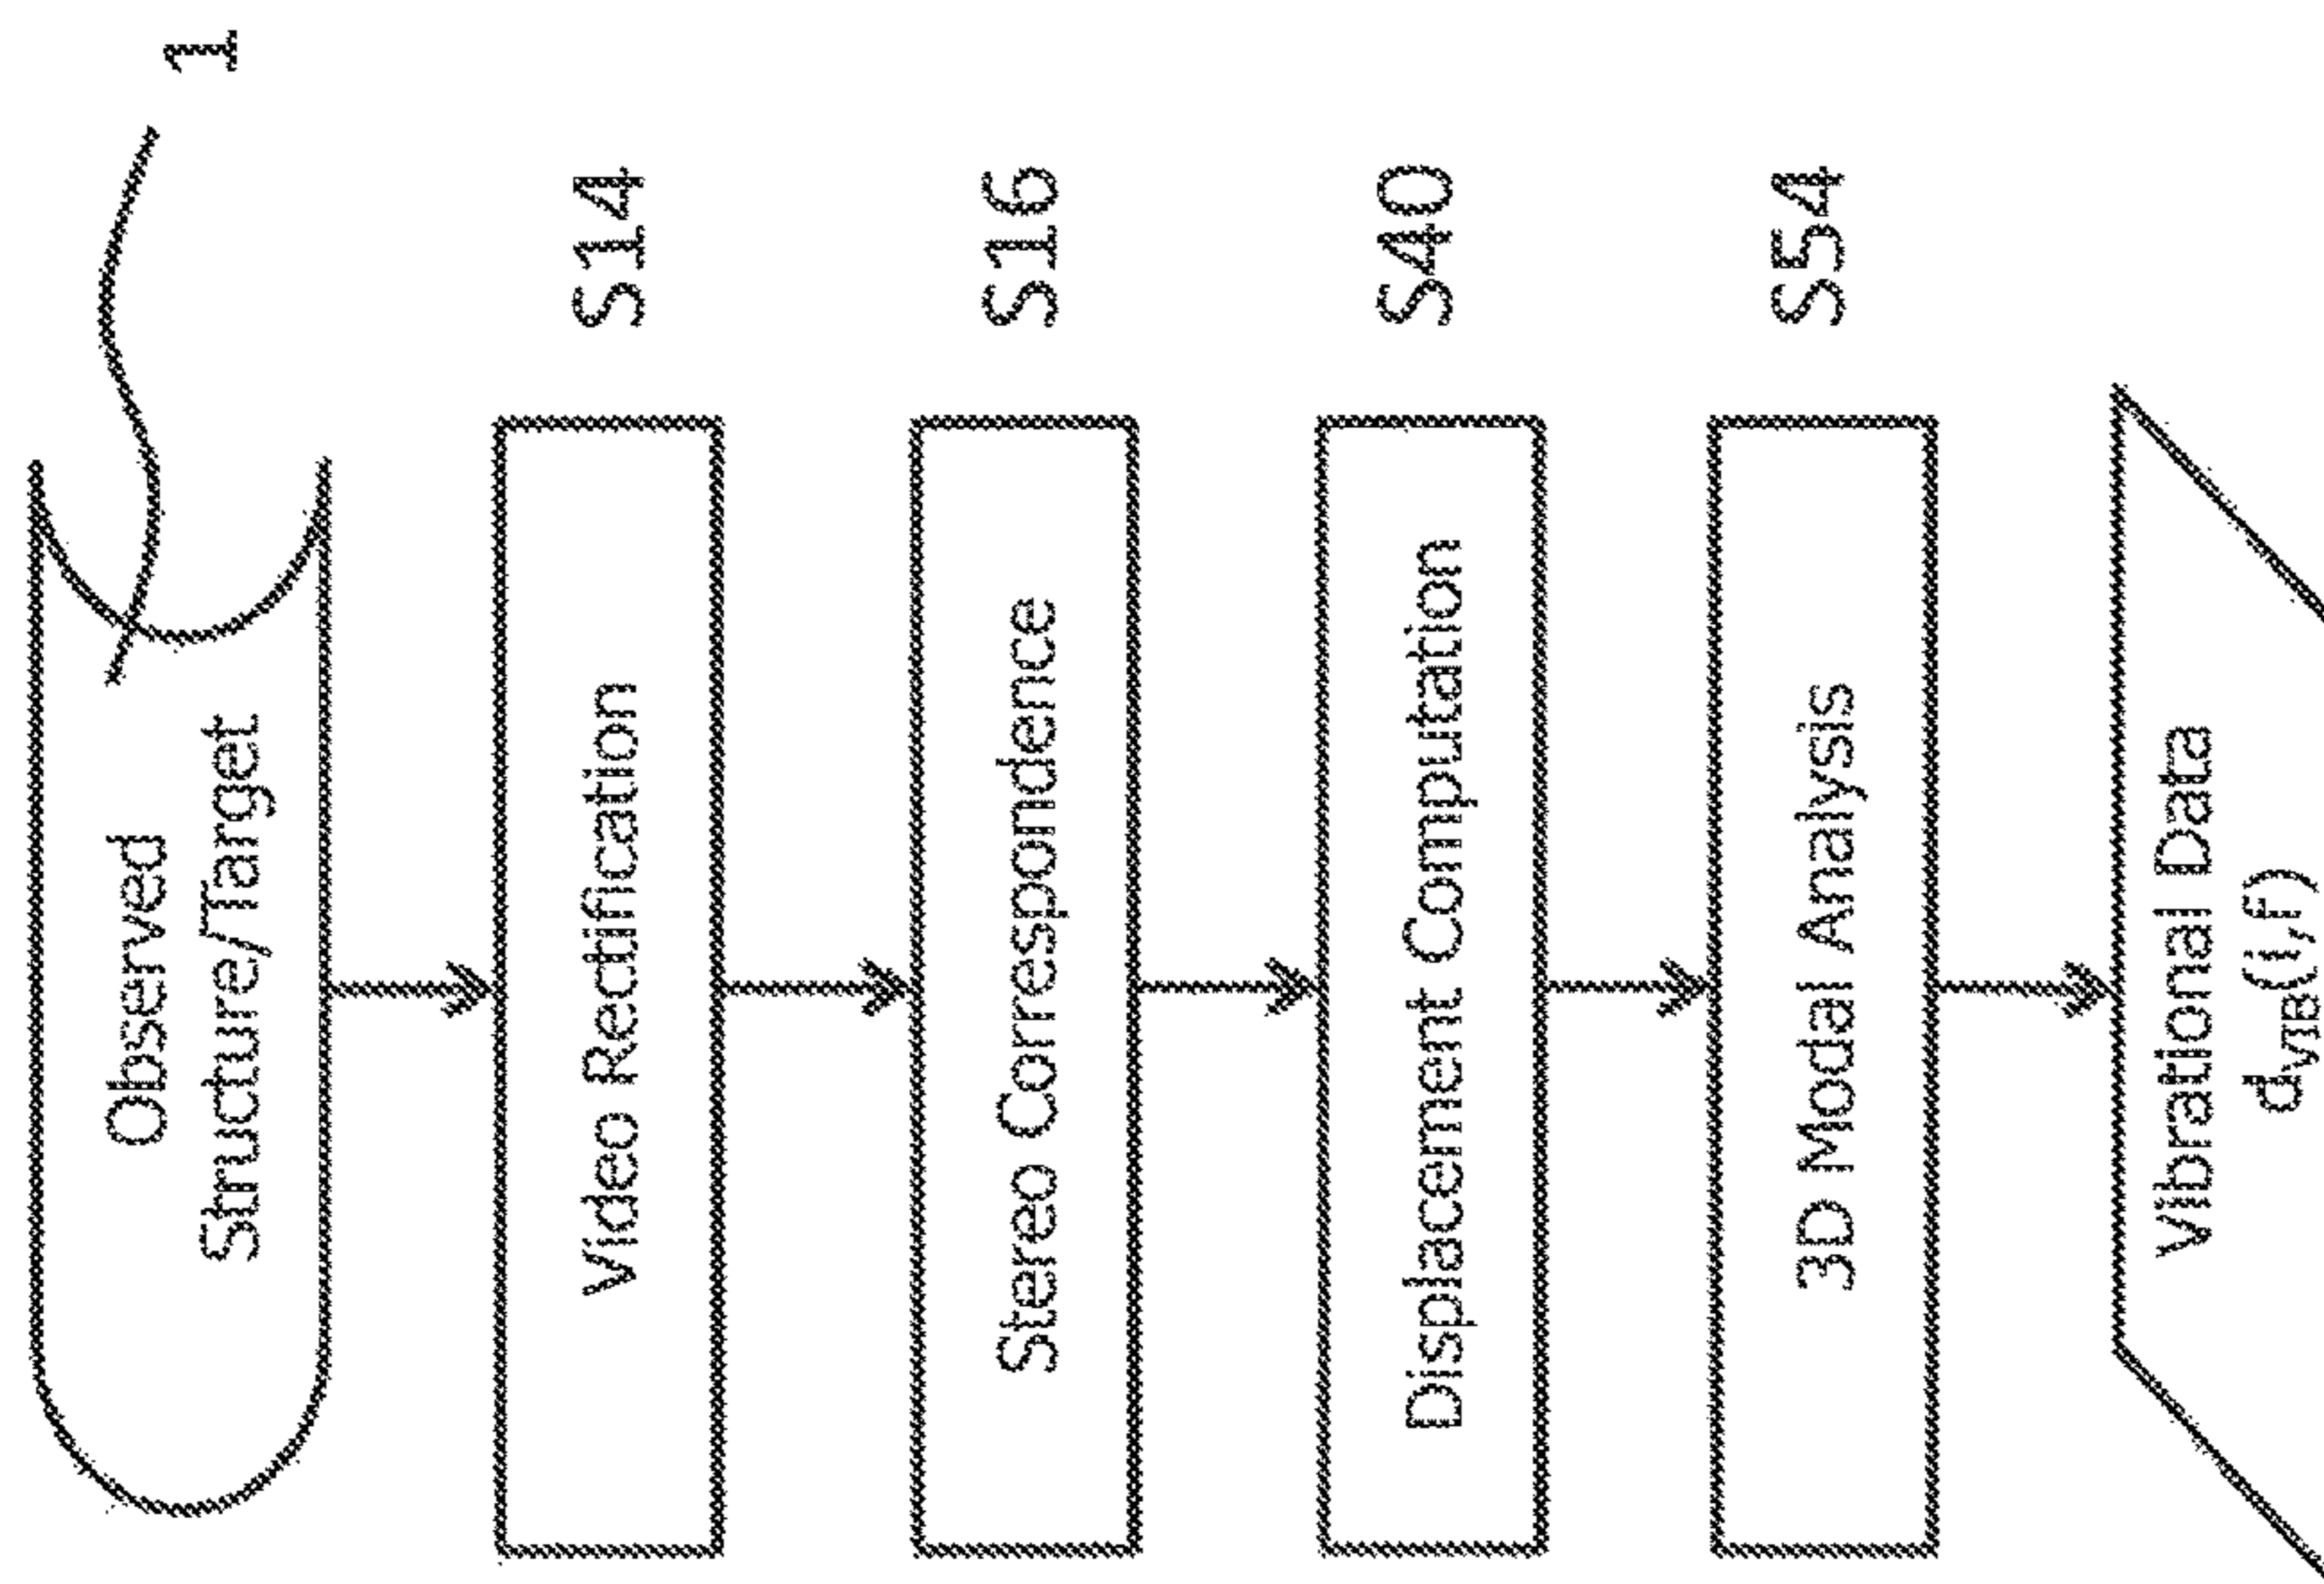 Observed
Structure/Target
1
Video Rectification
S14
Stereo Correspondence
S16
Displacement Computation
S40
3D Modal Analysis
S54
Vibrational Data
dVIB(i,f)